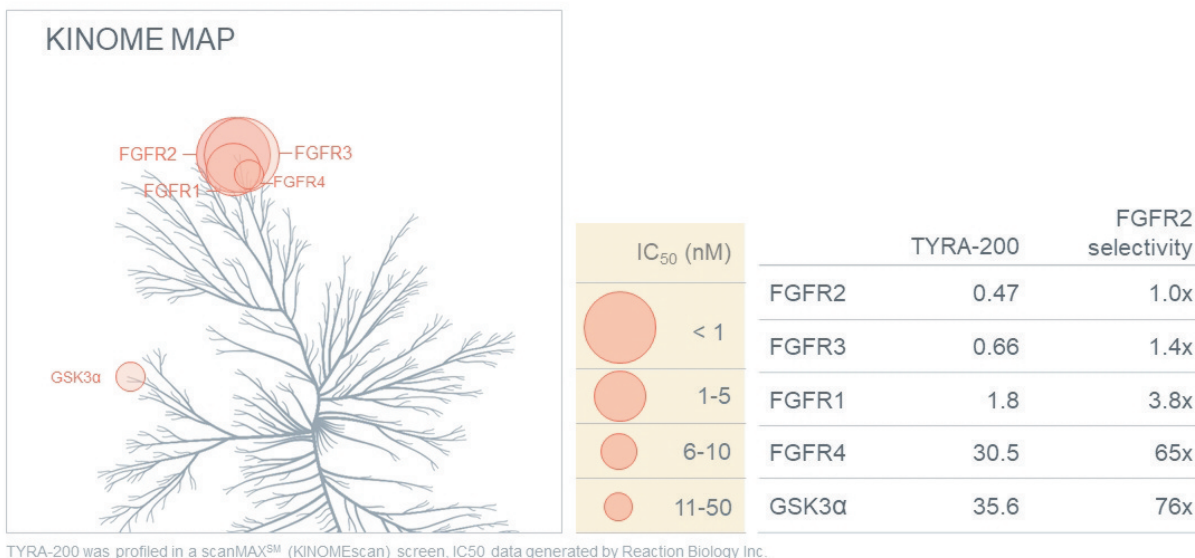 KINOME MAP
FGFR2
FGFR3
FGFR1
FGFR4
GSK3α
IC50 (nM)
< 1
1-5
6-10
11-50
TYRA-200 FGFR2 selectivity
FGFR2 0.47 1.0x
FGFR3 0.66 1.4x
FGFR1 1.8 3.8x
FGFR4 30.5 65x
GSK3α 35.6 76x
TYRA-200 was profiled in a scanMAX℠ (KINOMEscan) screen. IC50 data generated by Reaction Biology Inc.